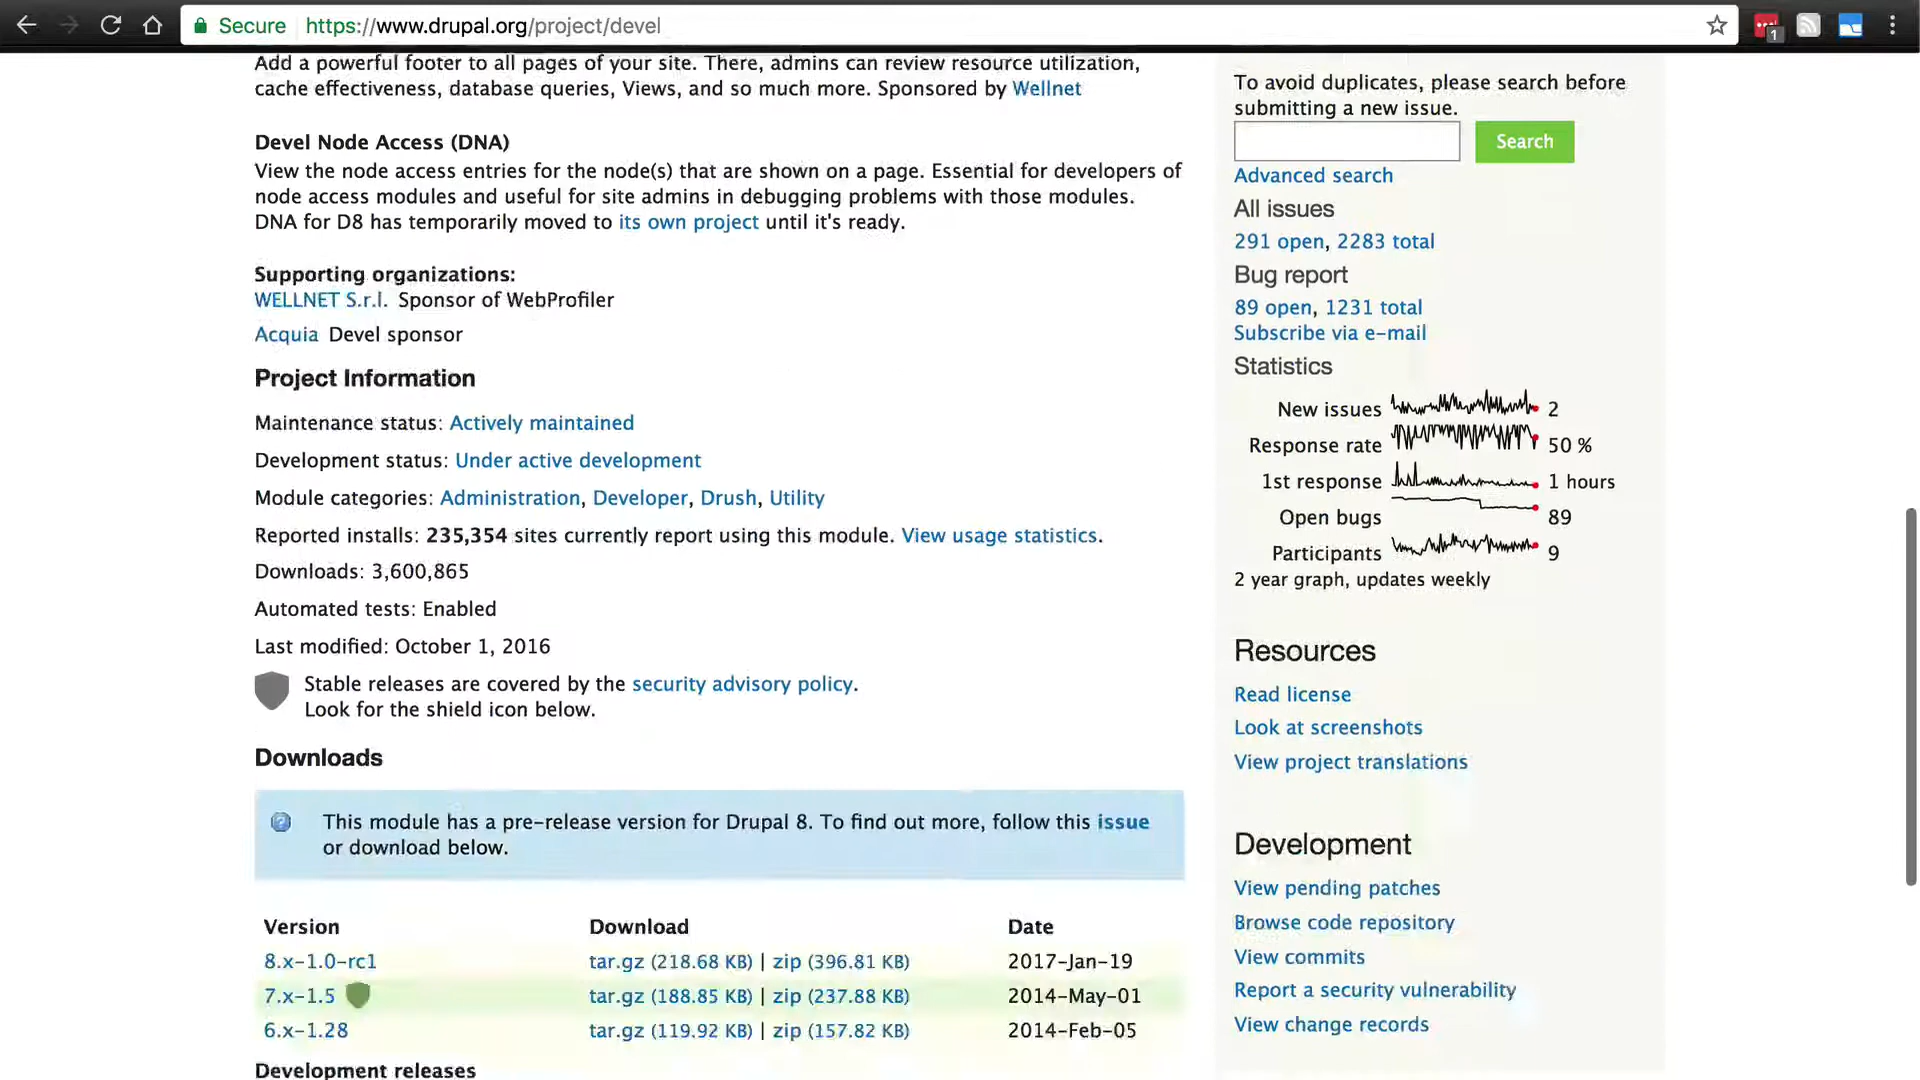 Secure https://www.drupal.org/project/devel
1
Add a powerful footer to all pages of your site. There, admins can review resource utilization,
cache effectiveness, database queries, Views, and so much more. Sponsored by Wellnet
Devel Node Access (DNA)
View the node access entries for the node(s) that are shown on a page. Essential for developers of
node access modules and useful for site admins in debugging problems with those modules.
DNA for D8 has temporarily moved to its own project until it's ready.
Supporting organizations:
WELLNET S.r.l. Sponsor of WebProfiler
Acquia Devel sponsor
Project Information
Maintenance status: Actively maintained
Development status: Under active development
Module categories: Administration, Developer, Drush, Utility
Reported installs: 235,354 sites currently report using this module. View usage statistics.
Downloads: 3,600,865
Automated tests: Enabled
Last modified: October 1, 2016
Stable releases are covered by the security advisory policy.
Look for the shield icon below.
Downloads
This module has a pre-release version for Drupal 8. To find out more, follow this issue
or download below.
Version Download Date
8.x-1.0-rc1 tar.gz (218.68 KB) | zip (396.81 KB) 2017-Jan-19
7.x-1.5 tar.gz (188.85 KB) | zip (237.88 KB) 2014-May-01
6.x-1.28 tar.gz (119.92 KB) | zip (157.82 KB) 2014-Feb-05
Development releases
To avoid duplicates, please search before
submitting a new issue.
Search
Advanced search
All issues
291 open, 2283 total
Bug report
89 open, 1231 total
Subscribe via e-mail
Statistics
New issues 2
Response rate 50 %
1st response 1 hours
Open bugs 89
Participants 9
2 year graph, updates weekly
Resources
Read license
Look at screenshots
View project translations
Development
View pending patches
Browse code repository
View commits
Report a security vulnerability
View change records